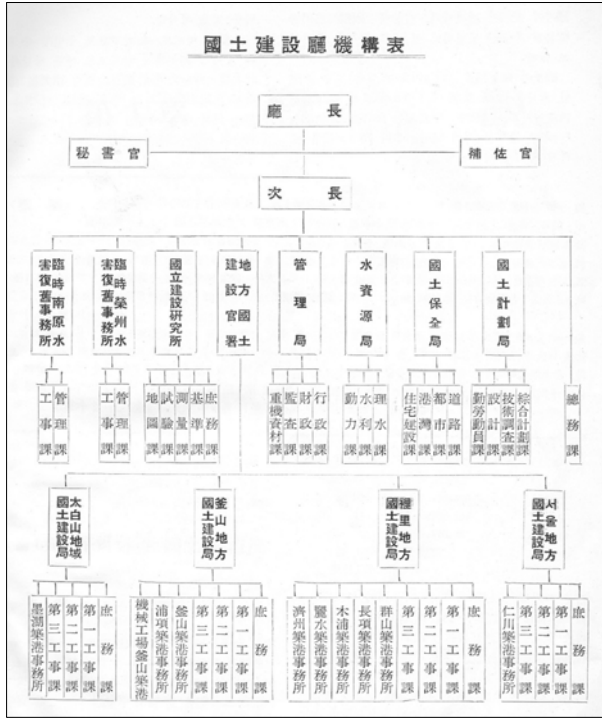 國土建設廳機構表
廳長
秘書官
補佐官
次長
總務課
國土計劃局
國土保全局
水資源局
管理局
地方國土
建設官署
國立建設硏究所
臨時榮州水
害復舊事務所
臨時南原水
害復舊事務所
綜合計劃課
技術調査課
設計課
勤勞動員課
道路課
都市課
港灣課
住宅建設課
理水課
水利課
動力課
行政課
財政課
監査課
重機資材課
庶務課
基準課
測量課
試驗課
地圖課
管理課
工事課
管理課
工事課
서울地方
國土建設局
裡里地方
國土建設局
釜山地方
國土建設局
太白山地域
國土建設局
庶務課
第一工事課
第二工事課
第三工事課
仁川築港事務所
庶務課
第一工事課
第二工事課
第三工事課
群山築港事務所
長項築港事務所
木浦築港事務所
麗水築港事務所
濟州築港事務所
庶務課
第一工事課
第二工事課
第三工事課
釜山築港事務所
浦項築港事務所
機械工場釜山築港
庶務課
第一工事課
第二工事課
第三工事課
墨湖築港事務所